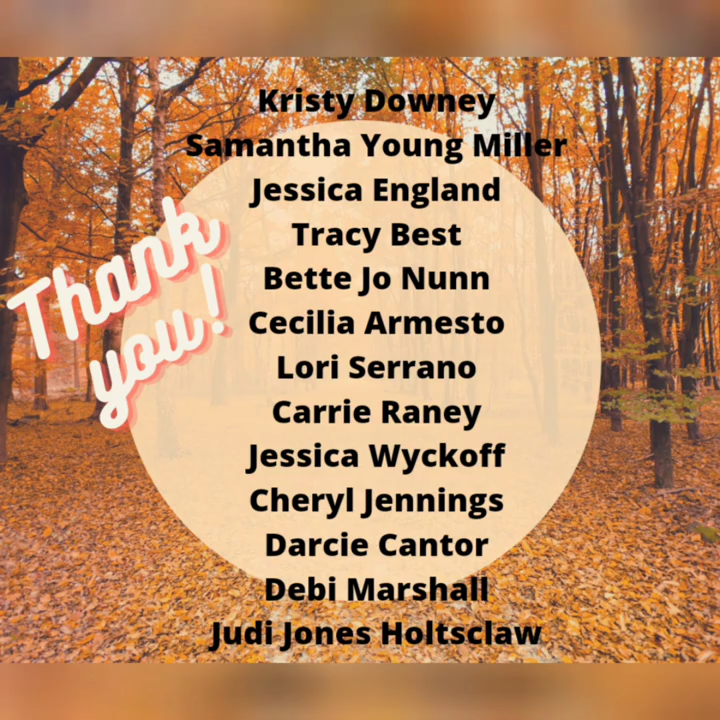 Kristy Downey
Samantha Young Miller
Jessica England
Tracy Best
Bette Jo Nunn
Cecilia Armesto
Lori Serrano
Carrie Raney
Jessica Wyckoff
Cheryl Jennings
Darcie Cantor
Debi Marshall
Judi Jones Holtsclaw
Thank
you!